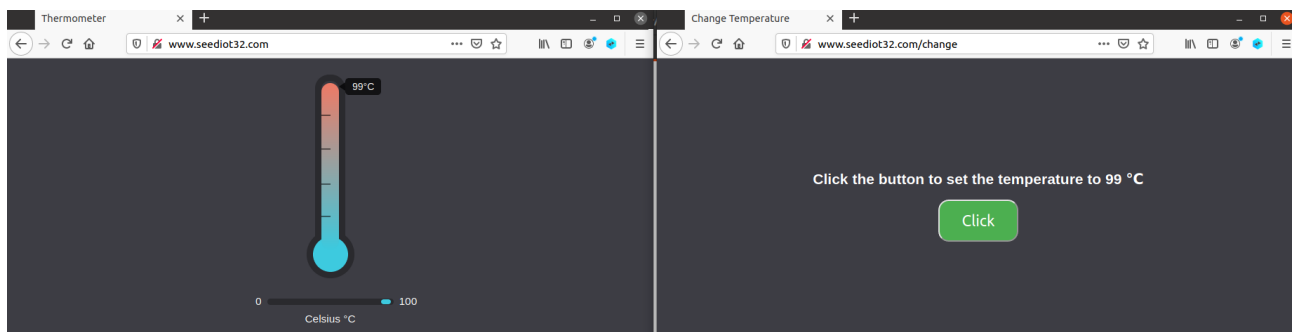 Thermometer
www.seediot32.com
99°C
0 100
Celsius °C
Change Temperature
www.seediot32.com/change
Click the button to set the temperature to 99 °C
Click